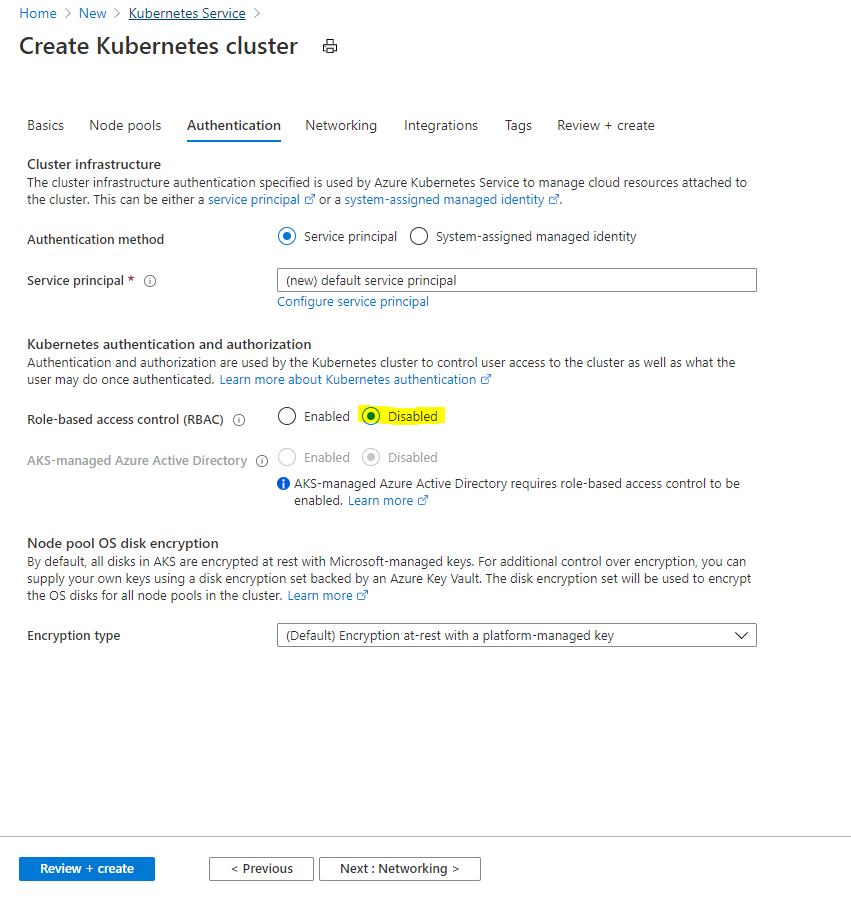 Home > New > Kubernetes Service >
Create Kubernetes cluster
Basics Node pools Authentication Networking Integrations Tags Review + create
Cluster infrastructure
The cluster infrastructure authentication specified is used by Azure Kubernetes Service to manage cloud resources attached to
the cluster. This can be either a service principal or a system-assigned managed identity .
Authentication method Service principal System-assigned managed identity
Service principal * (new) default service principal
Configure service principal
Kubernetes authentication and authorization
Authentication and authorization are used by the Kubernetes cluster to control user access to the cluster as well as what the
user may do once authenticated. Learn more about Kubernetes authentication
Role-based access control (RBAC) Enabled Disabled
AKS-managed Azure Active Directory Enabled Disabled
AKS-managed Azure Active Directory requires role-based access control to be
enabled. Learn more
Node pool OS disk encryption
By default, all disks in AKS are encrypted at rest with Microsoft-managed keys. For additional control over encryption, you can
supply your own keys using a disk encryption set backed by an Azure Key Vault. The disk encryption set will be used to encrypt
the OS disks for all node pools in the cluster. Learn more
Encryption type (Default) Encryption at-rest with a platform-managed key
Review + create < Previous Next : Networking >